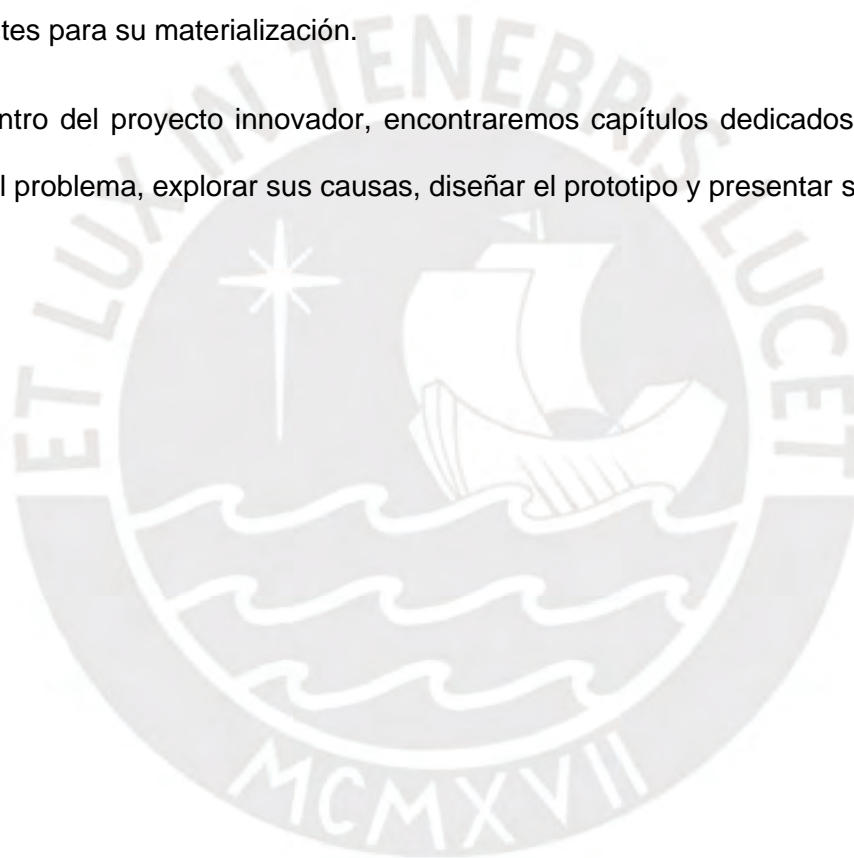 tes para su materialización.
ntro del proyecto innovador, encontraremos capítulos dedicados
l problema, explorar sus causas, diseñar el prototipo y presentar s
ET LUX IN TENEBRIS LUCET
MCMXVII